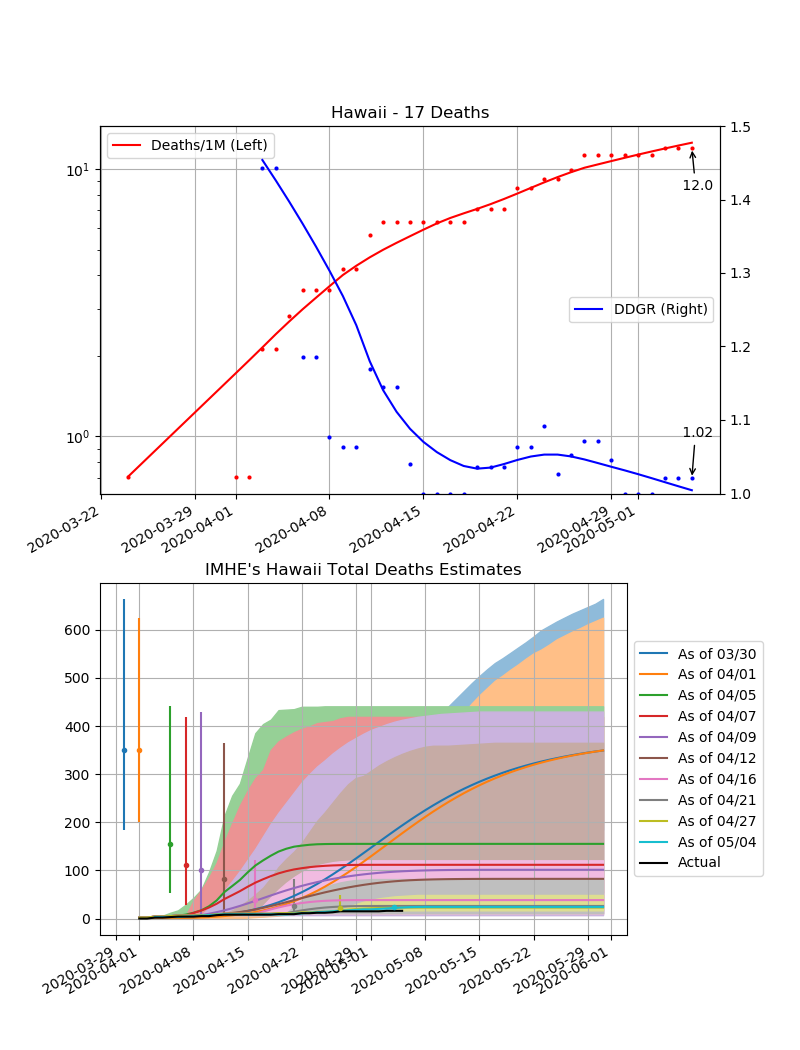 Hawaii - 17 Deaths
Deaths/1M (Left)
DDGR (Right)
10^1
10^0
1.5
1.4
1.3
1.2
1.1
1.0
12.0
1.02
2020-03-22
2020-03-29
2020-04-01
2020-04-08
2020-04-15
2020-04-22
2020-04-29
2020-05-01
IMHE's Hawaii Total Deaths Estimates
600
500
400
300
200
100
0
2020-03-29
2020-04-01
2020-04-08
2020-04-15
2020-04-22
2020-04-29
2020-05-01
2020-05-08
2020-05-15
2020-05-22
2020-05-29
2020-06-01
As of 03/30
As of 04/01
As of 04/05
As of 04/07
As of 04/09
As of 04/12
As of 04/16
As of 04/21
As of 04/27
As of 05/04
Actual